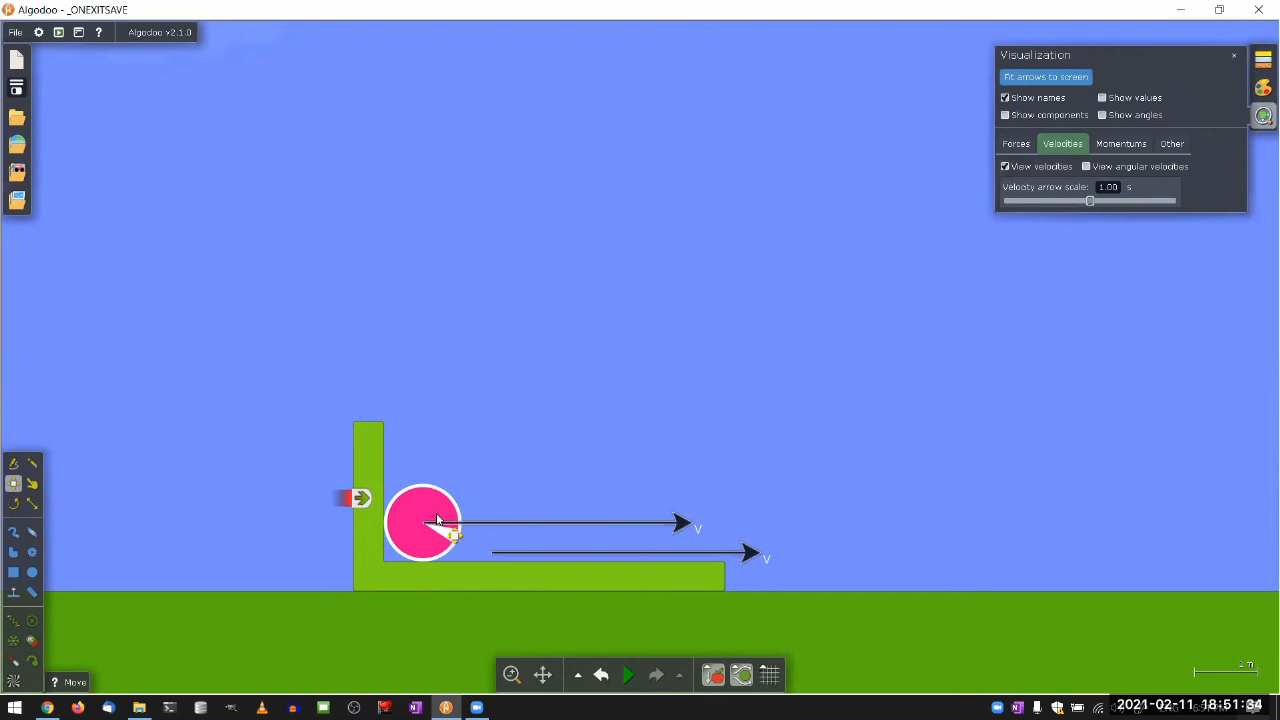 Algodoo - _ONEXITSAVE
File ? Algodoo v2.1.0
Visualization
Fit arrows to screen
Show names Show values
Show components Show angles
Forces Velocities Momentums Other
View velocities View angular velocities
Velocity arrow scale: 1.00 s
v
v
1 m
? Move
2021-02-11 18:51:34